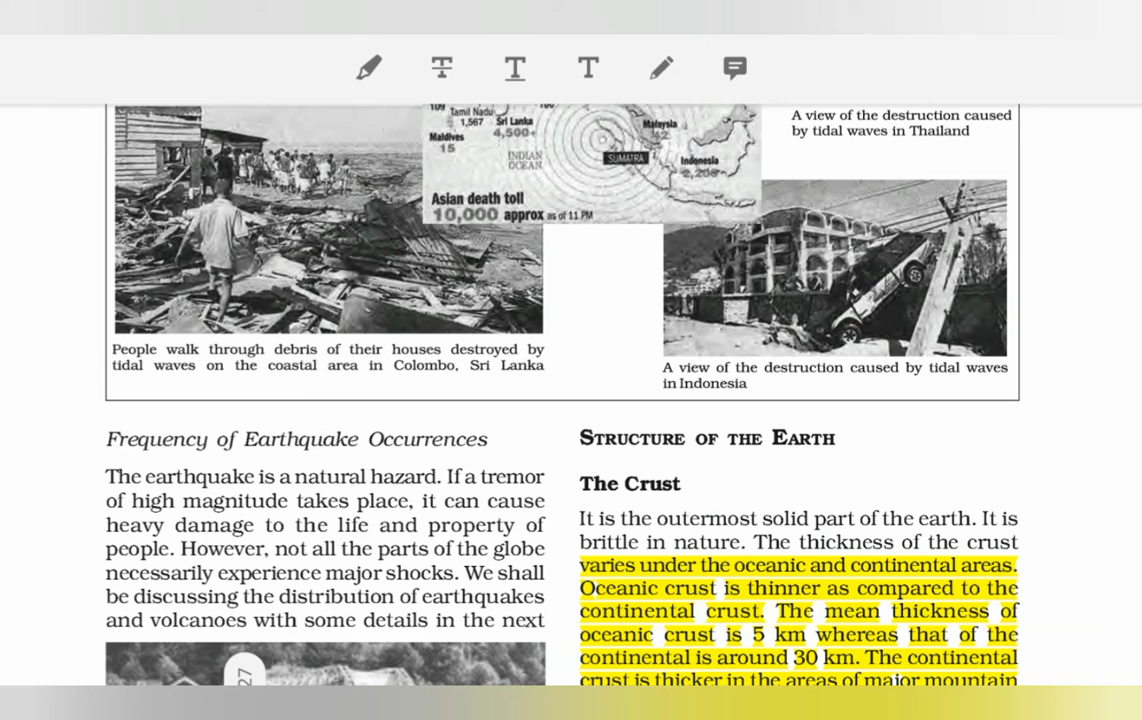 Tamil Nadu
1,567
Sri Lanka
4,500+
Maldives
15
INDIAN
OCEAN
Malaysia
42
SUMATRA
Indonesia
Asian death toll
10,000 approx as of 11 PM
A view of the destruction caused
by tidal waves in Thailand
People walk through debris of their houses destroyed by
tidal waves on the coastal area in Colombo, Sri Lanka
A view of the destruction caused by tidal waves
in Indonesia
Frequency of Earthquake Occurrences
The earthquake is a natural hazard. If a tremor
of high magnitude takes place, it can cause
heavy damage to the life and property of
people. However, not all the parts of the globe
necessarily experience major shocks. We shall
be discussing the distribution of earthquakes
and volcanoes with some details in the next
27
STRUCTURE OF THE EARTH
The Crust
It is the outermost solid part of the earth. It is
brittle in nature. The thickness of the crust
varies under the oceanic and continental areas.
Oceanic crust is thinner as compared to the
continental crust. The mean thickness of
oceanic crust is 5 km whereas that of the
continental is around 30 km. The continental
crust is thicker in the areas of major mountain